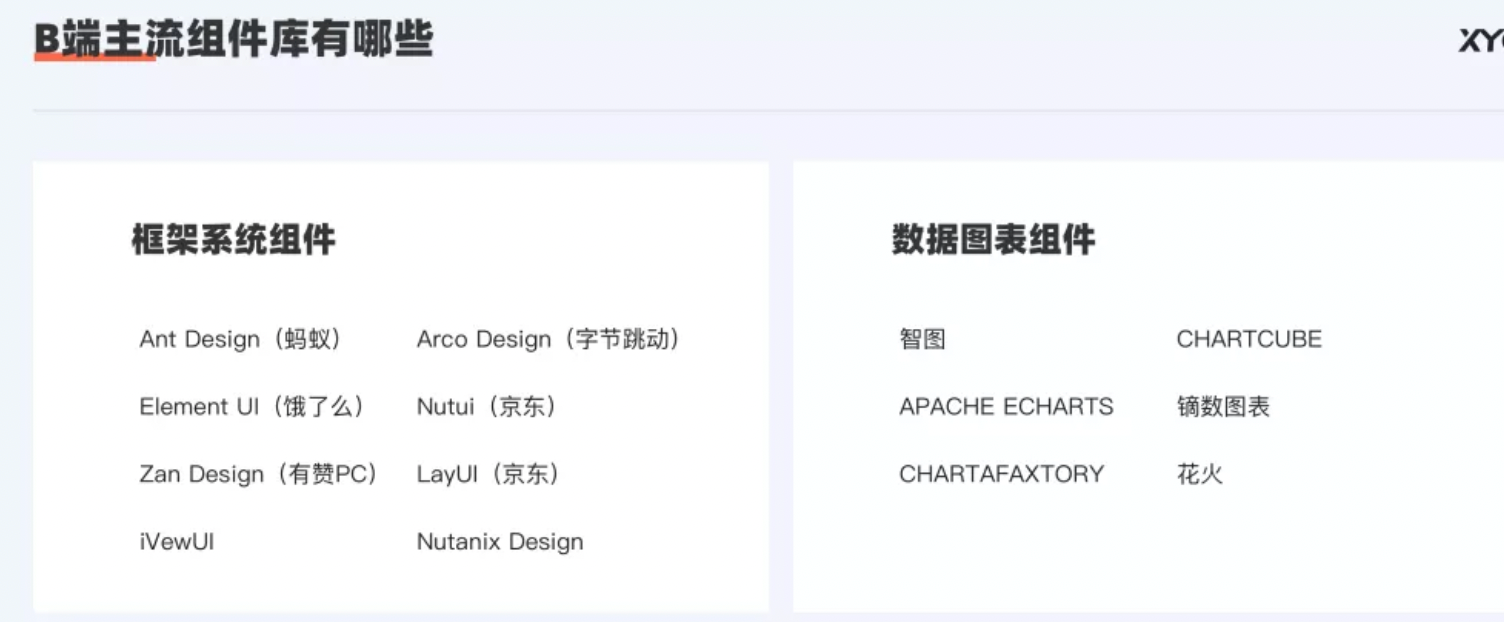 B端主流组件库有哪些
XY
框架系统组件
Ant Design（蚂蚁）
Arco Design（字节跳动）
Element UI（饿了么）
Nutui（京东）
Zan Design（有赞PC）
LayUI（京东）
iVewUI
Nutanix Design
数据图表组件
智图
CHARTCUBE
APACHE ECHARTS
镝数图表
CHARTAFAXTORY
花火